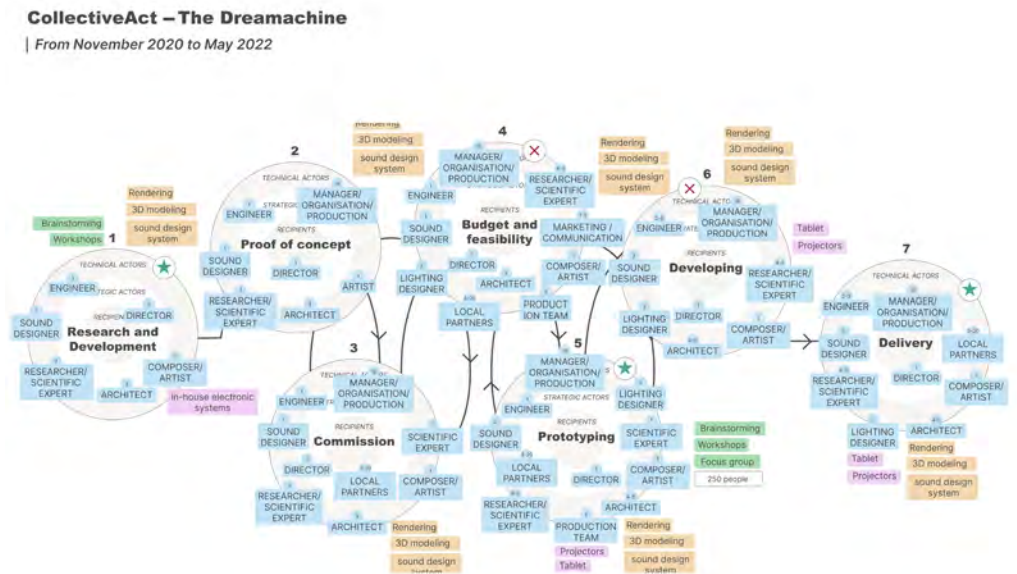 CollectiveAct – The Dreamachine
From November 2020 to May 2022
1
Brainstorming
Workshops
Rendering
3D modeling
sound design
system
TECHNICAL ACTORS
ENGINEER
DIRECTOR
SOUND
DESIGNER
Research and
Development
RESEARCHER/
SCIENTIFIC
EXPERT
COMPOSER/
ARTIST
ARCHITECT
in-house electronic
systems
2
Rendering
3D modeling
sound design
system
TECHNICAL ACTORS
MANAGER/
ORGANISATION/
PRODUCTION
ENGINEER
RECIPIENTS
Proof of concept
SOUND
DESIGNER
DIRECTOR
ARTIST
RESEARCHER/
SCIENTIFIC
EXPERT
ARCHITECT
3
MANAGER/
ORGANISATION/
PRODUCTION
ENGINEER
RECIPIENTS
SOUND
DESIGNER
Commission
SCIENTIFIC
EXPERT
DIRECTOR
LOCAL
PARTNERS
COMPOSER/
ARTIST
RESEARCHER/
SCIENTIFIC
EXPERT
ARCHITECT
Rendering
3D modeling
sound design
system
4
MANAGER/
ORGANISATION/
PRODUCTION
RESEARCHER/
SCIENTIFIC
EXPERT
ENGINEER
RECIPIENTS
SOUND
DESIGNER
Budget and
feasibility
MARKETING /
COMMUNICATION
DIRECTOR
LIGHTING
DESIGNER
ARCHITECT
COMPOSER/
ARTIST
LOCAL
PARTNERS
PRODUCT
ION TEAM
Rendering
3D modeling
sound design
system
5
MANAGER/
ORGANISATION/
PRODUCTION
STRATEGIC ACTORS
LIGHTING
DESIGNER
ENGINEER
RECIPIENTS
SOUND
DESIGNER
Prototyping
SCIENTIFIC
EXPERT
LOCAL
PARTNERS
DIRECTOR
COMPOSER/
ARTIST
RESEARCHER/
SCIENTIFIC
EXPERT
ARCHITECT
PRODUCTION
TEAM
Projectors
Tablet
Rendering
3D modeling
sound design
system
Brainstorming
Workshops
Focus group
250 people
6
Rendering
3D modeling
sound design
system
MANAGER/
ORGANISATION/
PRODUCTION
ENGINEER
RECIPIENTS
SOUND
DESIGNER
Developing
RESEARCHER/
SCIENTIFIC
EXPERT
LIGHTING
DESIGNER
DIRECTOR
COMPOSER/
ARTIST
ARCHITECT
Tablet
Projectors
7
TECHNICAL ACTORS
ENGINEER
MANAGER/
ORGANISATION/
PRODUCTION
SOUND
DESIGNER
Delivery
LOCAL
PARTNERS
RESEARCHER/
SCIENTIFIC
EXPERT
DIRECTOR
COMPOSER/
ARTIST
LIGHTING
DESIGNER
ARCHITECT
Tablet
Projectors
Rendering
3D modeling
sound design
system